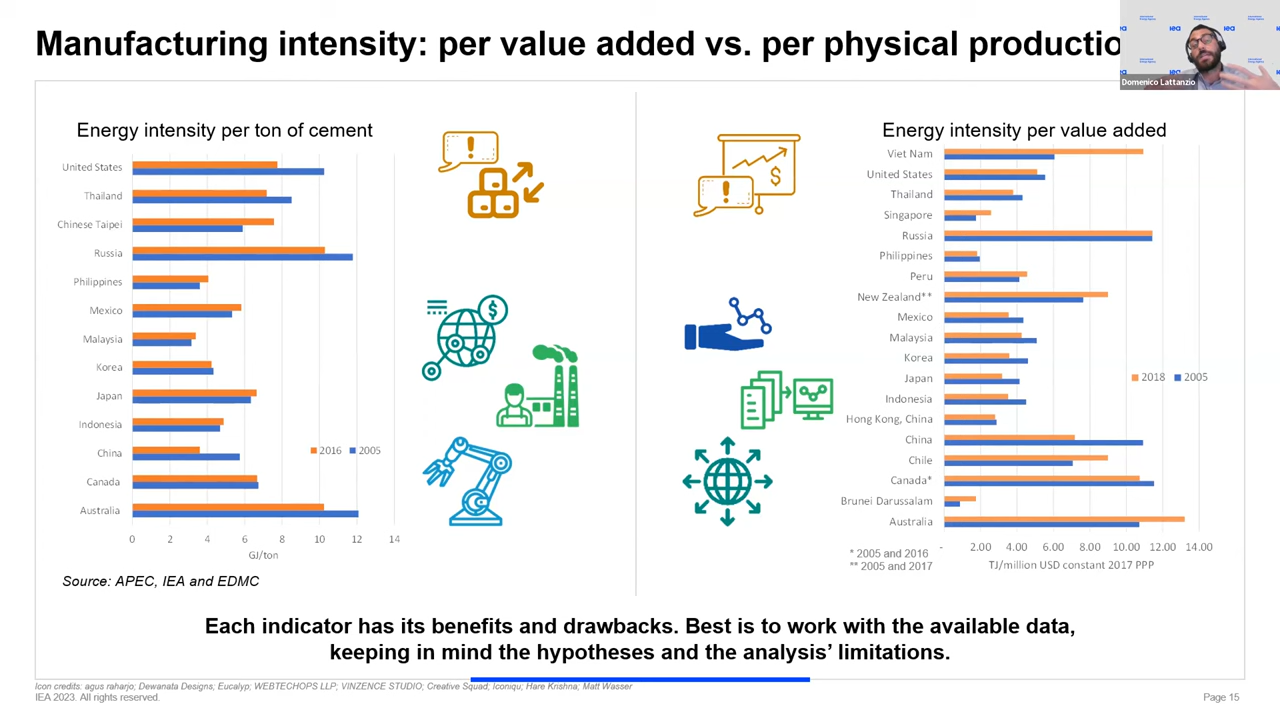 Manufacturing intensity: per value added vs. per physical productio
iea
iea
iea
Domenico Lattanzio
Energy intensity per ton of cement
United States
Thailand
Chinese Taipei
Russia
Philippines
Mexico
Malaysia
Korea
Japan
Indonesia
China
Canada
Australia
2016 2005
0 2 4 6 8 10 12 14
GJ/ton
Source: APEC, IEA and EDMC
!
$
!
$
Energy intensity per value added
Viet Nam
United States
Thailand
Singapore
Russia
Philippines
Peru
New Zealand**
Mexico
Malaysia
Korea
Japan
Indonesia
Hong Kong, China
China
Chile
Canada*
Brunei Darussalam
Australia
2018 2005
- 2.00 4.00 6.00 8.00 10.00 12.00 14.00
TJ/million USD constant 2017 PPP
* 2005 and 2016
** 2005 and 2017
Each indicator has its benefits and drawbacks. Best is to work with the available data,
keeping in mind the hypotheses and the analysis’ limitations.
Icon credits: agus raharjo; Dewanata Designs; Eucalyp; WEBTECHOPS LLP; VINZENCE STUDIO; Creative Squad; Iconiqu; Hare Krishna; Matt Wasser
IEA 2023. All rights reserved.
Page 15